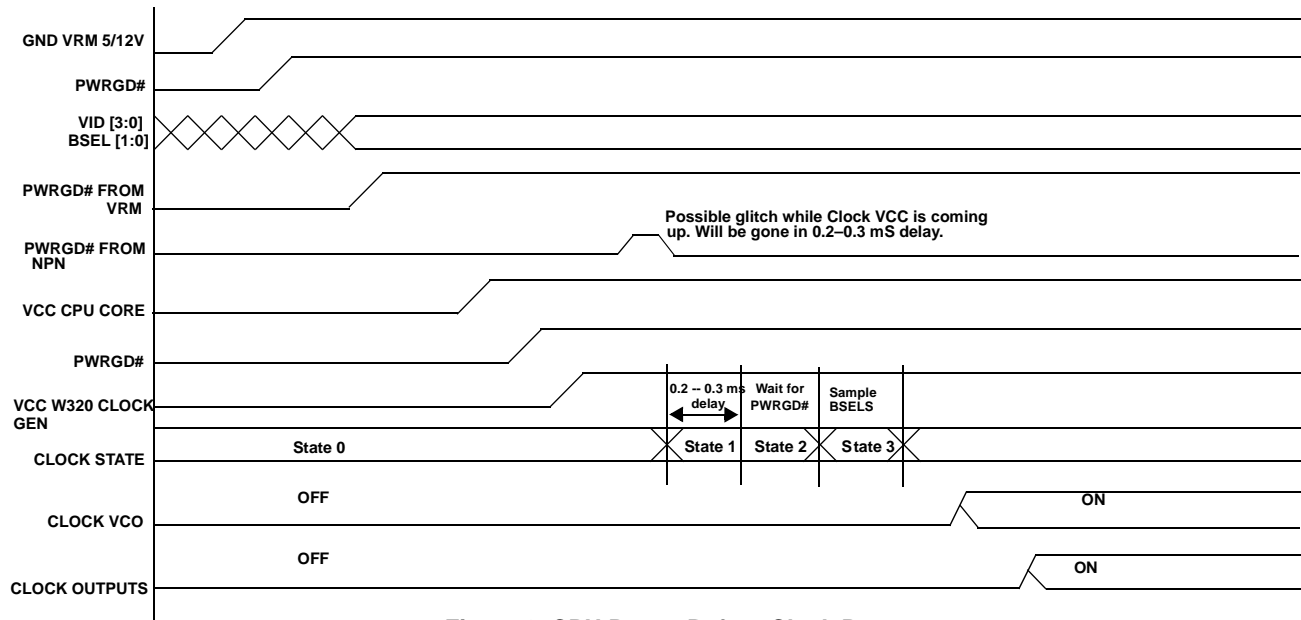 GND VRM 5/12V
PWRGD#
VID [3:0]
BSEL [1:0]
PWRGD# FROM
VRM
Possible glitch while Clock VCC is coming
up. Will be gone in 0.2–0.3 mS delay.
PWRGD# FROM
NPN
VCC CPU CORE
PWRGD#
0.2 -- 0.3 ms
delay
Wait for
PWRGD#
Sample
BSELS
VCC W320 CLOCK
GEN
State 0
State 1
State 2
State 3
CLOCK STATE
OFF
ON
CLOCK VCO
OFF
ON
CLOCK OUTPUTS